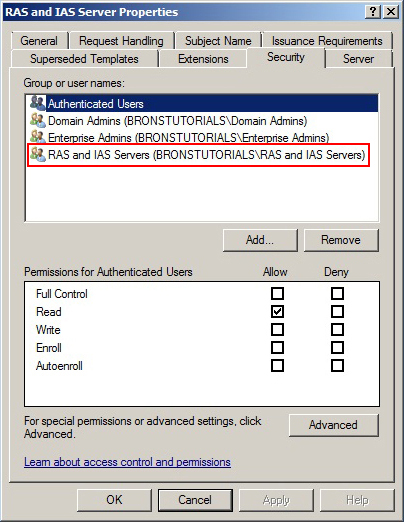 RAS and IAS Server Properties
General Request Handling Subject Name Issuance Requirements
Superseded Templates Extensions Security Server
Group or user names:
Authenticated Users
Domain Admins (BRONSTUTORIALS\Domain Admins)
Enterprise Admins (BRONSTUTORIALS\Enterprise Admins)
RAS and IAS Servers (BRONSTUTORIALS\RAS and IAS Servers)
Add... Remove
Permissions for Authenticated Users Allow Deny
Full Control
Read
Write
Enroll
Autoenroll
For special permissions or advanced settings, click
Advanced.
Advanced
Learn about access control and permissions
OK Cancel Apply Help